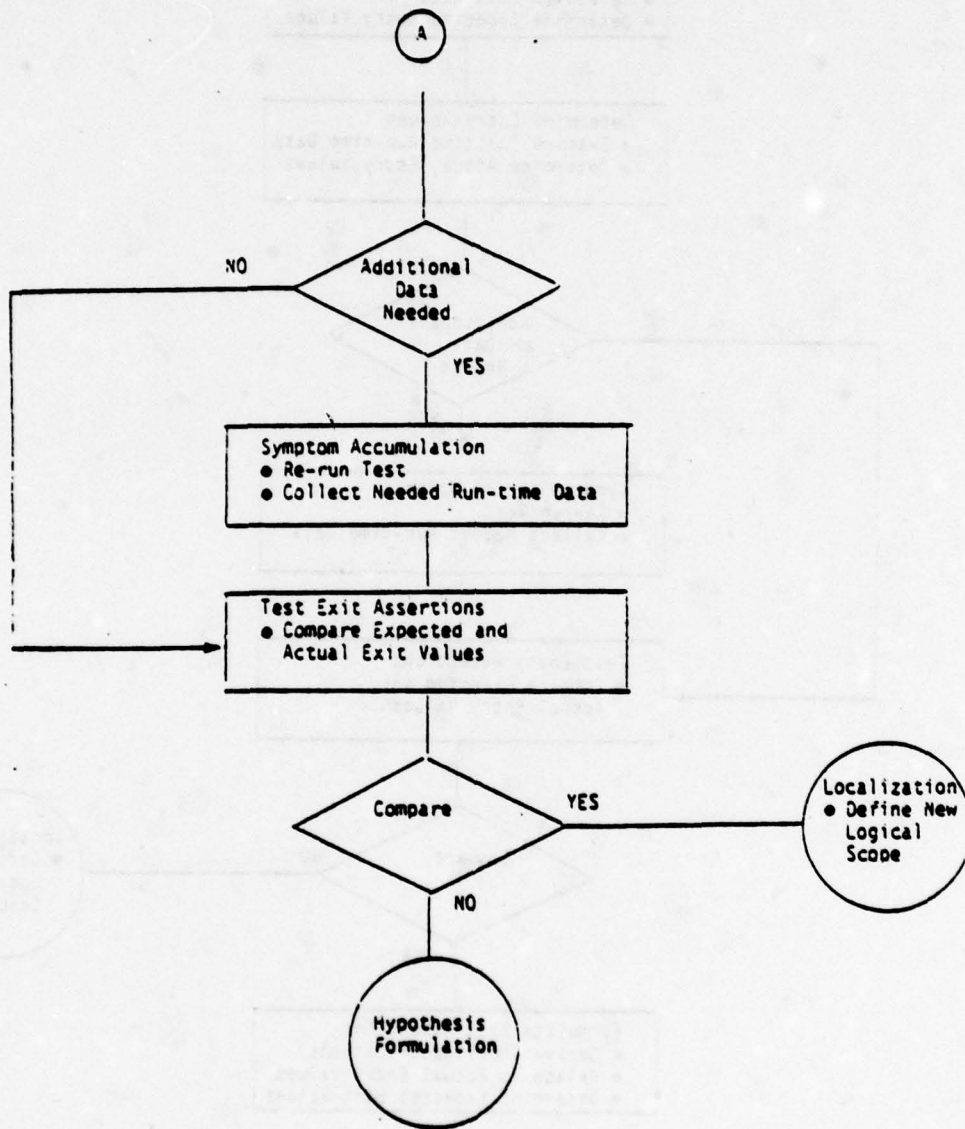 A
NO
Additional
Data
Needed
YES
Symptom Accumulation
● Re-run Test
● Collect Needed Run-time Data
Test Exit Assertions
● Compare Expected and
Actual Exit Values
Compare
YES
Localization
● Define New
Logical
Scope
NO
Hypothesis
Formulation